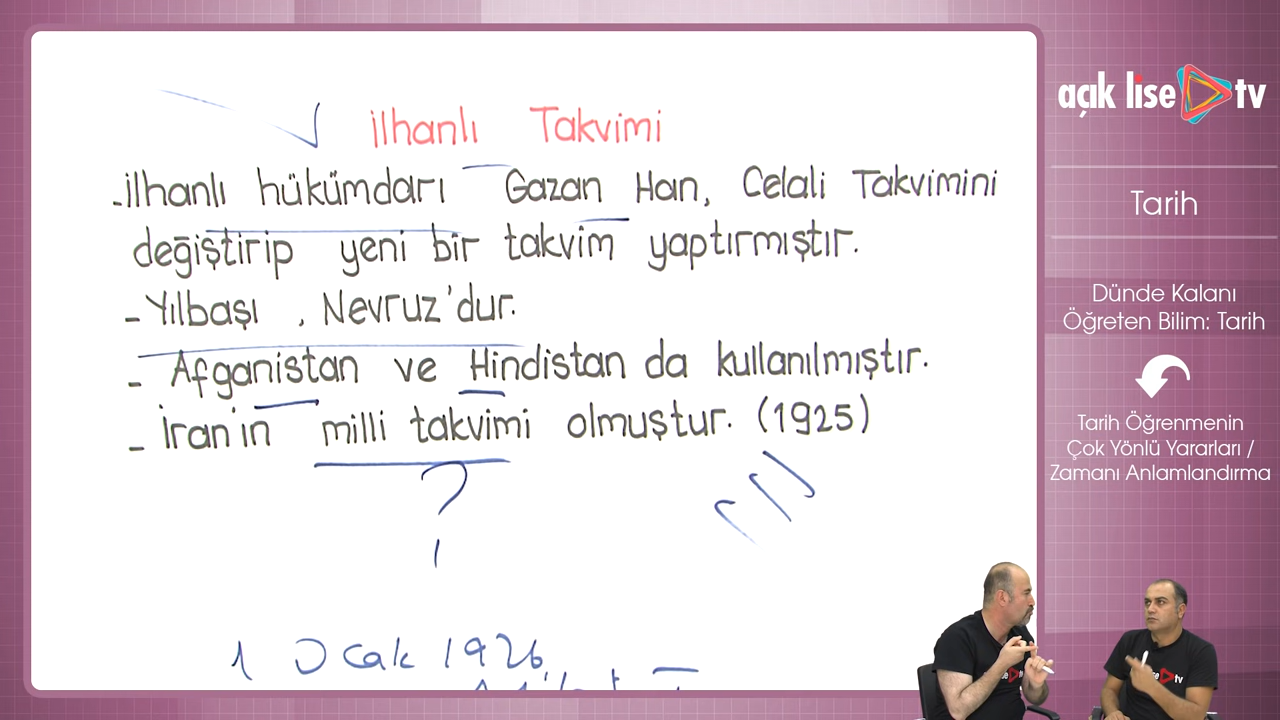 İlhanlı Takvimi
-İlhanlı hükümdarı Gazan Han, Celali Takvimini
değiştirip yeni bir takvim yaptırmıştır.
- Yılbaşı , Nevruz'dur.
- Afganistan ve Hindistan da kullanılmıştır.
- İran'ın milli takvimi olmuştur. (1925)
?
1 Ocak 1926
açık lise tv
Tarih
Dünde Kalanı
Öğreten Bilim: Tarih
Tarih Öğrenmenin
Çok Yönlü Yararları /
Zamanı Anlamlandırma